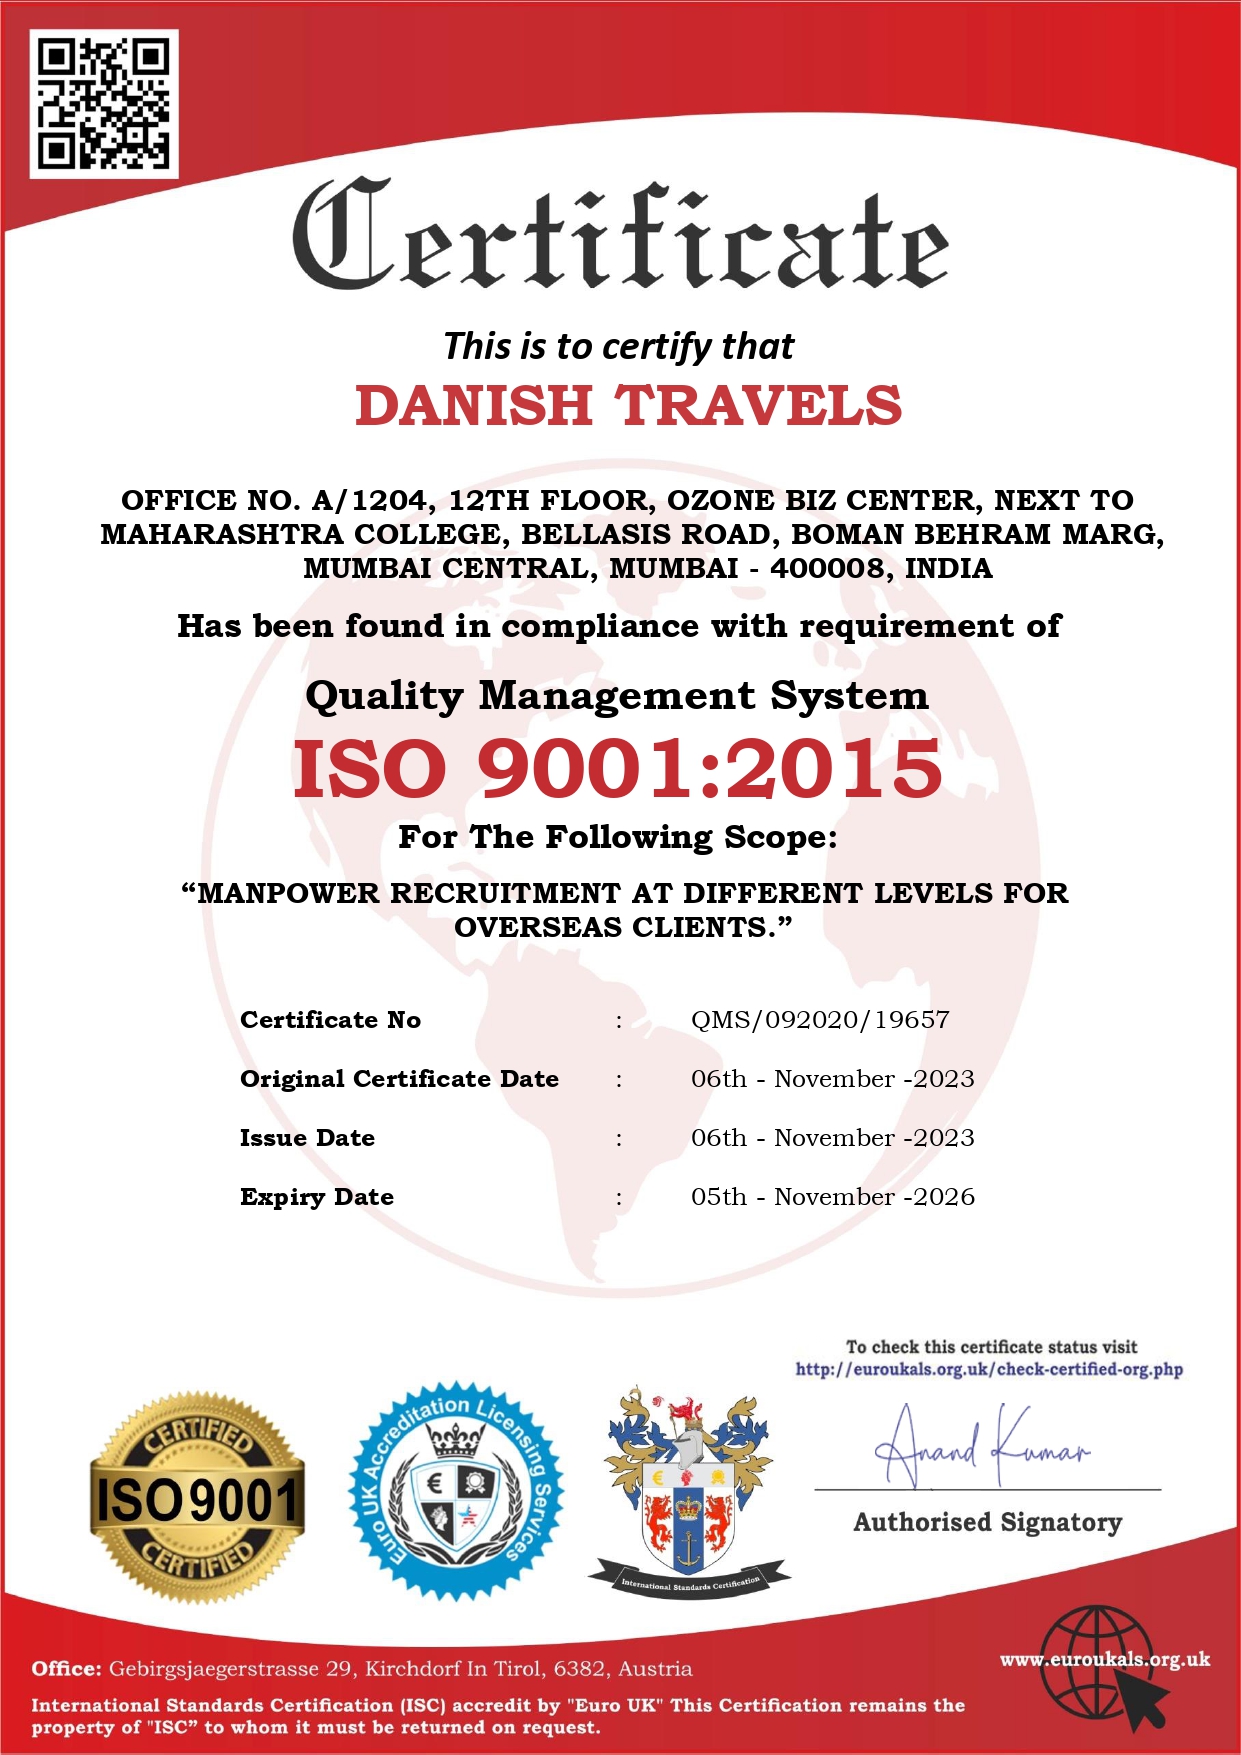 Certificate
This is to certify that
DANISH TRAVELS
OFFICE NO. A/1204, 12TH FLOOR, OZONE BIZ CENTER, NEXT TO
MAHARASHTRA COLLEGE, BELLASIS ROAD, BOMAN BEHRAM MARG,
MUMBAI CENTRAL, MUMBAI - 400008, INDIA
Has been found in compliance with requirement of
Quality Management System
ISO 9001:2015
For The Following Scope:
“MANPOWER RECRUITMENT AT DIFFERENT LEVELS FOR
OVERSEAS CLIENTS.”
Certificate No : QMS/092020/19657
Original Certificate Date : 06th - November -2023
Issue Date : 06th - November -2023
Expiry Date : 05th - November -2026
To check this certificate status visit
http://euroukals.org.uk/check-certified-org.php
CERTIFIED
ISO 9001
CERTIFIED
Euro UK Accreditation Licensing Services
€
€
International Standards Certification
Anand Kumar
Authorised Signatory
Office: Gebirgsjaegerstrasse 29, Kirchdorf In Tirol, 6382, Austria
www.euroukals.org.uk
International Standards Certification (ISC) accredit by "Euro UK" This Certification remains the
property of "ISC” to whom it must be returned on request.